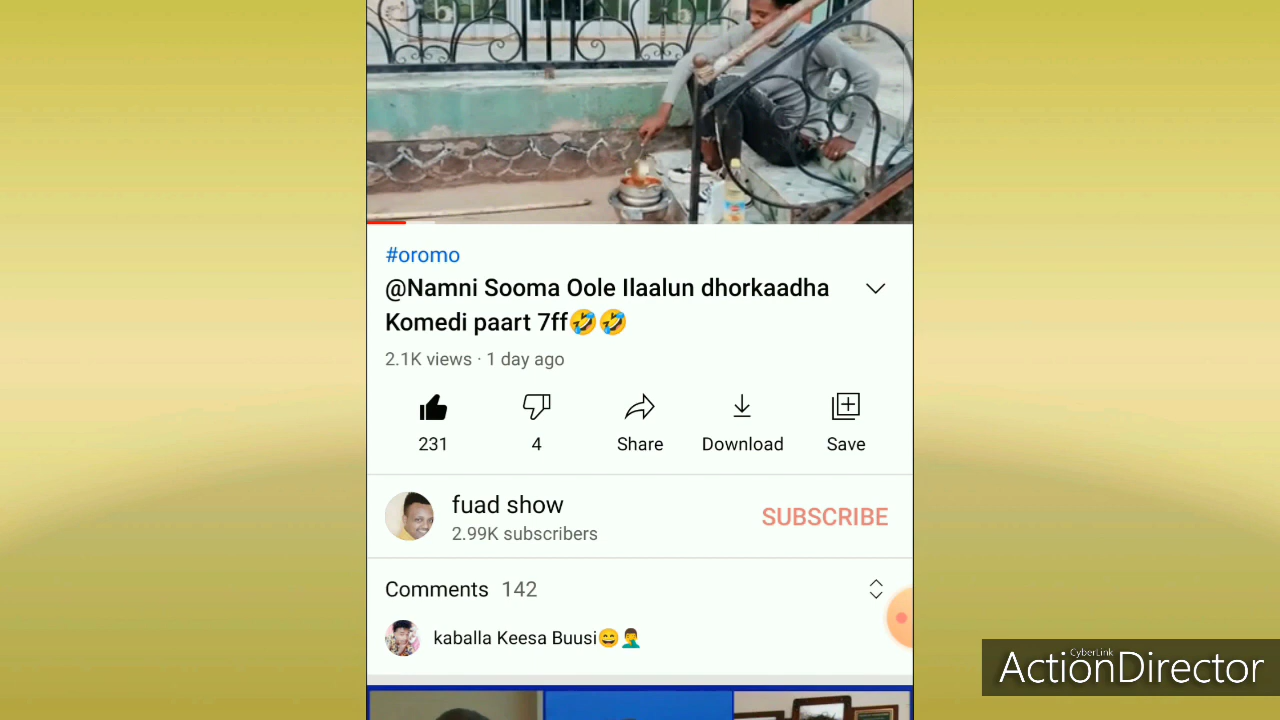 #oromo
@Namni Sooma Oole Ilaalun dhorkaadha
Komedi paart 7ff🤣🤣
2.1K views · 1 day ago
231 4 Share Download Save
fuad show
2.99K subscribers
SUBSCRIBE
Comments 142
kaballa Keesa Buusi😄🤦‍♂️
CyberLink
ActionDirector